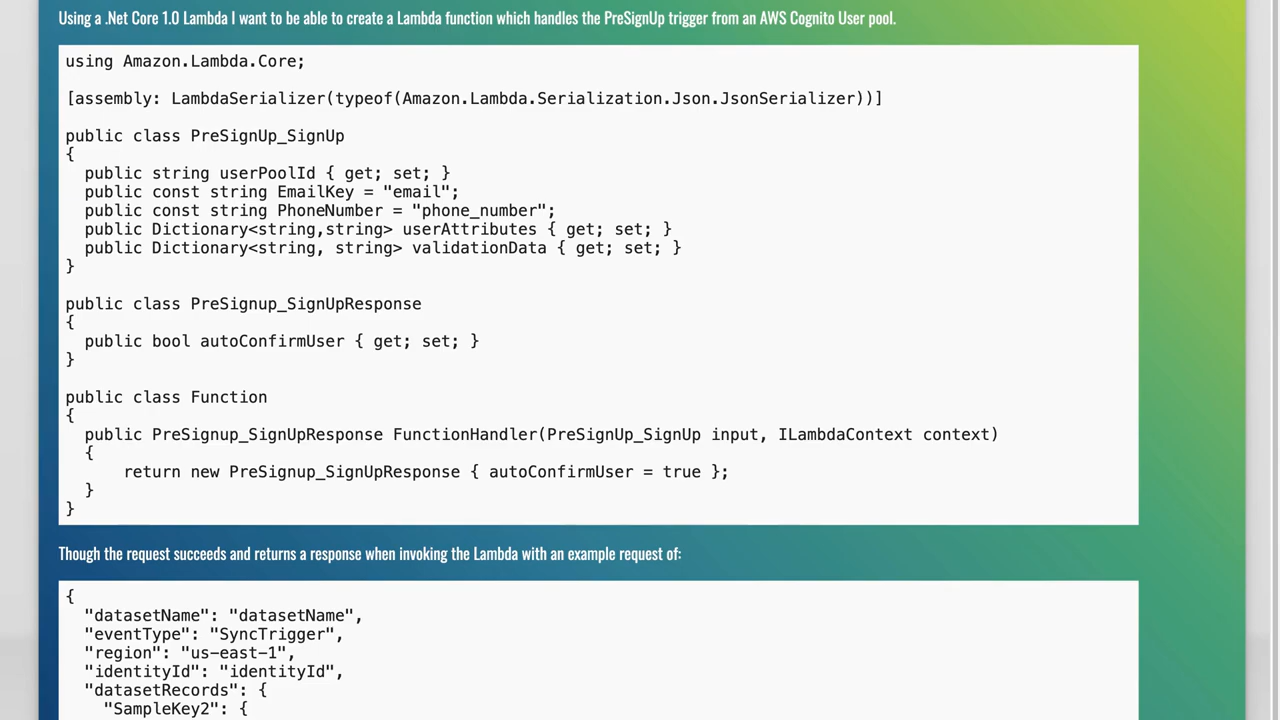 Using a .Net Core 1.0 Lambda I want to be able to create a Lambda function which handles the PreSignUp trigger from an AWS Cognito User pool.
using Amazon.Lambda.Core;
[assembly: LambdaSerializer(typeof(Amazon.Lambda.Serialization.Json.JsonSerializer))]
public class PreSignUp_SignUp
{
  public string userPoolId { get; set; }
  public const string EmailKey = "email";
  public const string PhoneNumber = "phone_number";
  public Dictionary<string,string> userAttributes { get; set; }
  public Dictionary<string, string> validationData { get; set; }
}
public class PreSignup_SignUpResponse
{
  public bool autoConfirmUser { get; set; }
}
public class Function
{
  public PreSignup_SignUpResponse FunctionHandler(PreSignUp_SignUp input, ILambdaContext context)
  {
      return new PreSignup_SignUpResponse { autoConfirmUser = true };
  }
}
Though the request succeeds and returns a response when invoking the Lambda with an example request of:
{
  "datasetName": "datasetName",
  "eventType": "SyncTrigger",
  "region": "us-east-1",
  "identityId": "identityId",
  "datasetRecords": {
    "SampleKey2": {